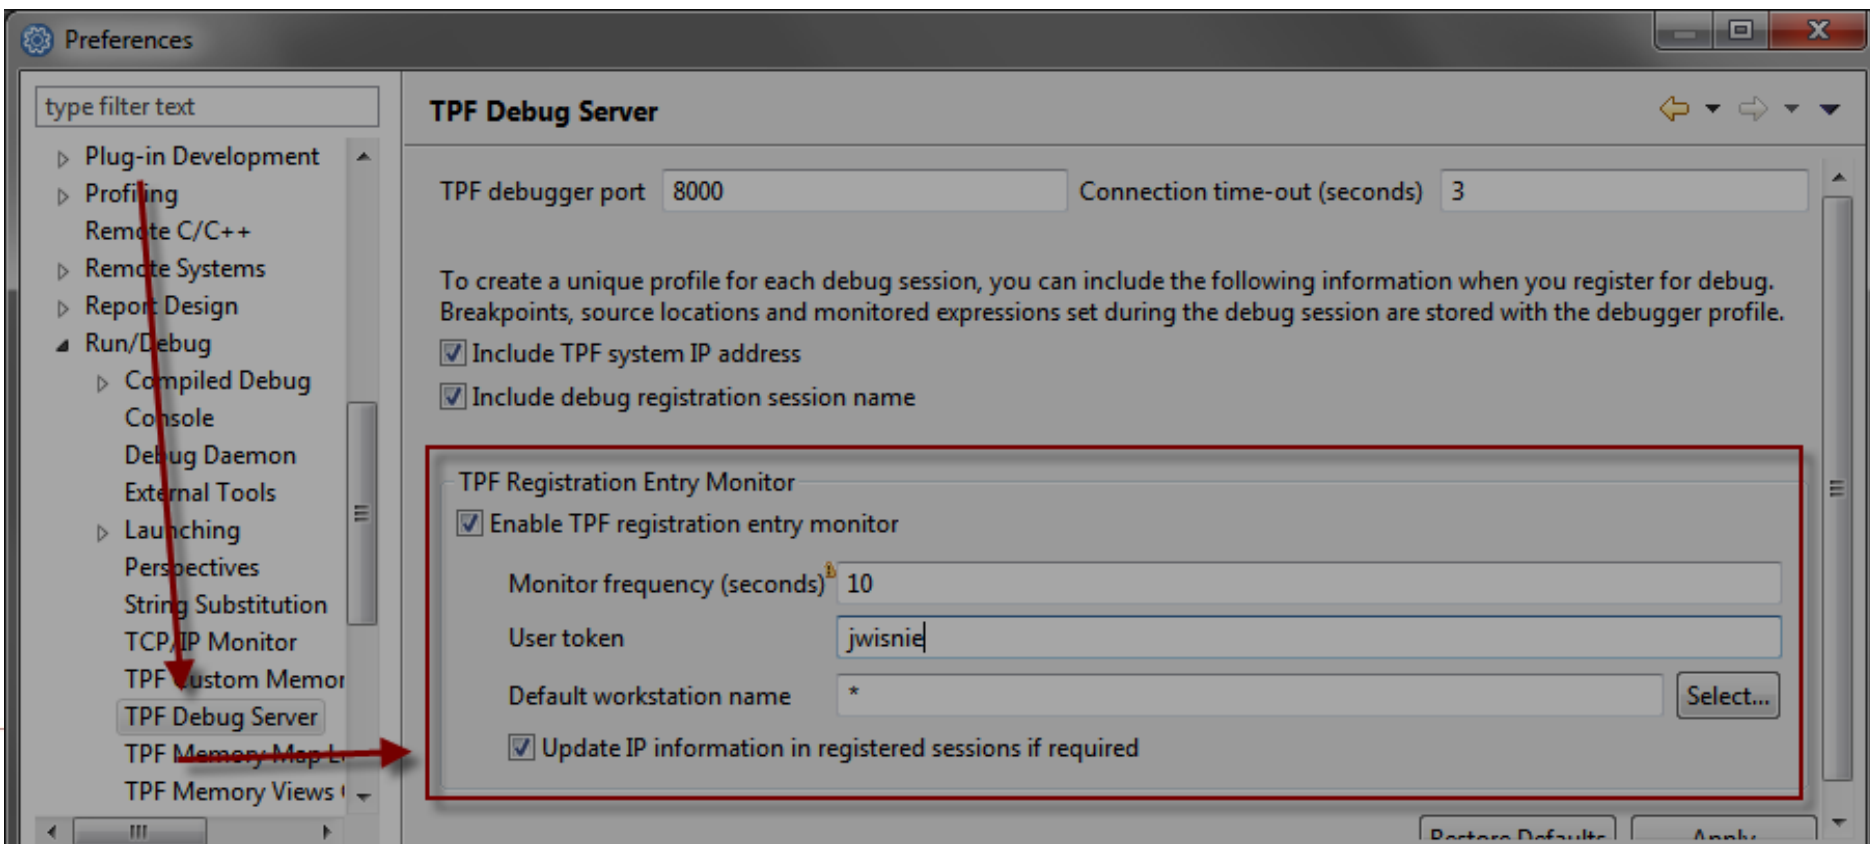 Preferences
type filter text
Plug-in Development
Profiling
Remote C/C++
Remote Systems
Report Design
Run/Debug
Compiled Debug
Console
Debug Daemon
External Tools
Launching
Perspectives
String Substitution
TCP/IP Monitor
TPF Custom Memor
TPF Debug Server
TPF Memory Map L
TPF Memory Views
TPF Debug Server
TPF debugger port 8000 Connection time-out (seconds) 3
To create a unique profile for each debug session, you can include the following information when you register for debug.
Breakpoints, source locations and monitored expressions set during the debug session are stored with the debugger profile.
Include TPF system IP address
Include debug registration session name
TPF Registration Entry Monitor
Enable TPF registration entry monitor
Monitor frequency (seconds) 10
User token jwisnie
Default workstation name * Select...
Update IP information in registered sessions if required
Restore Defaults Apply